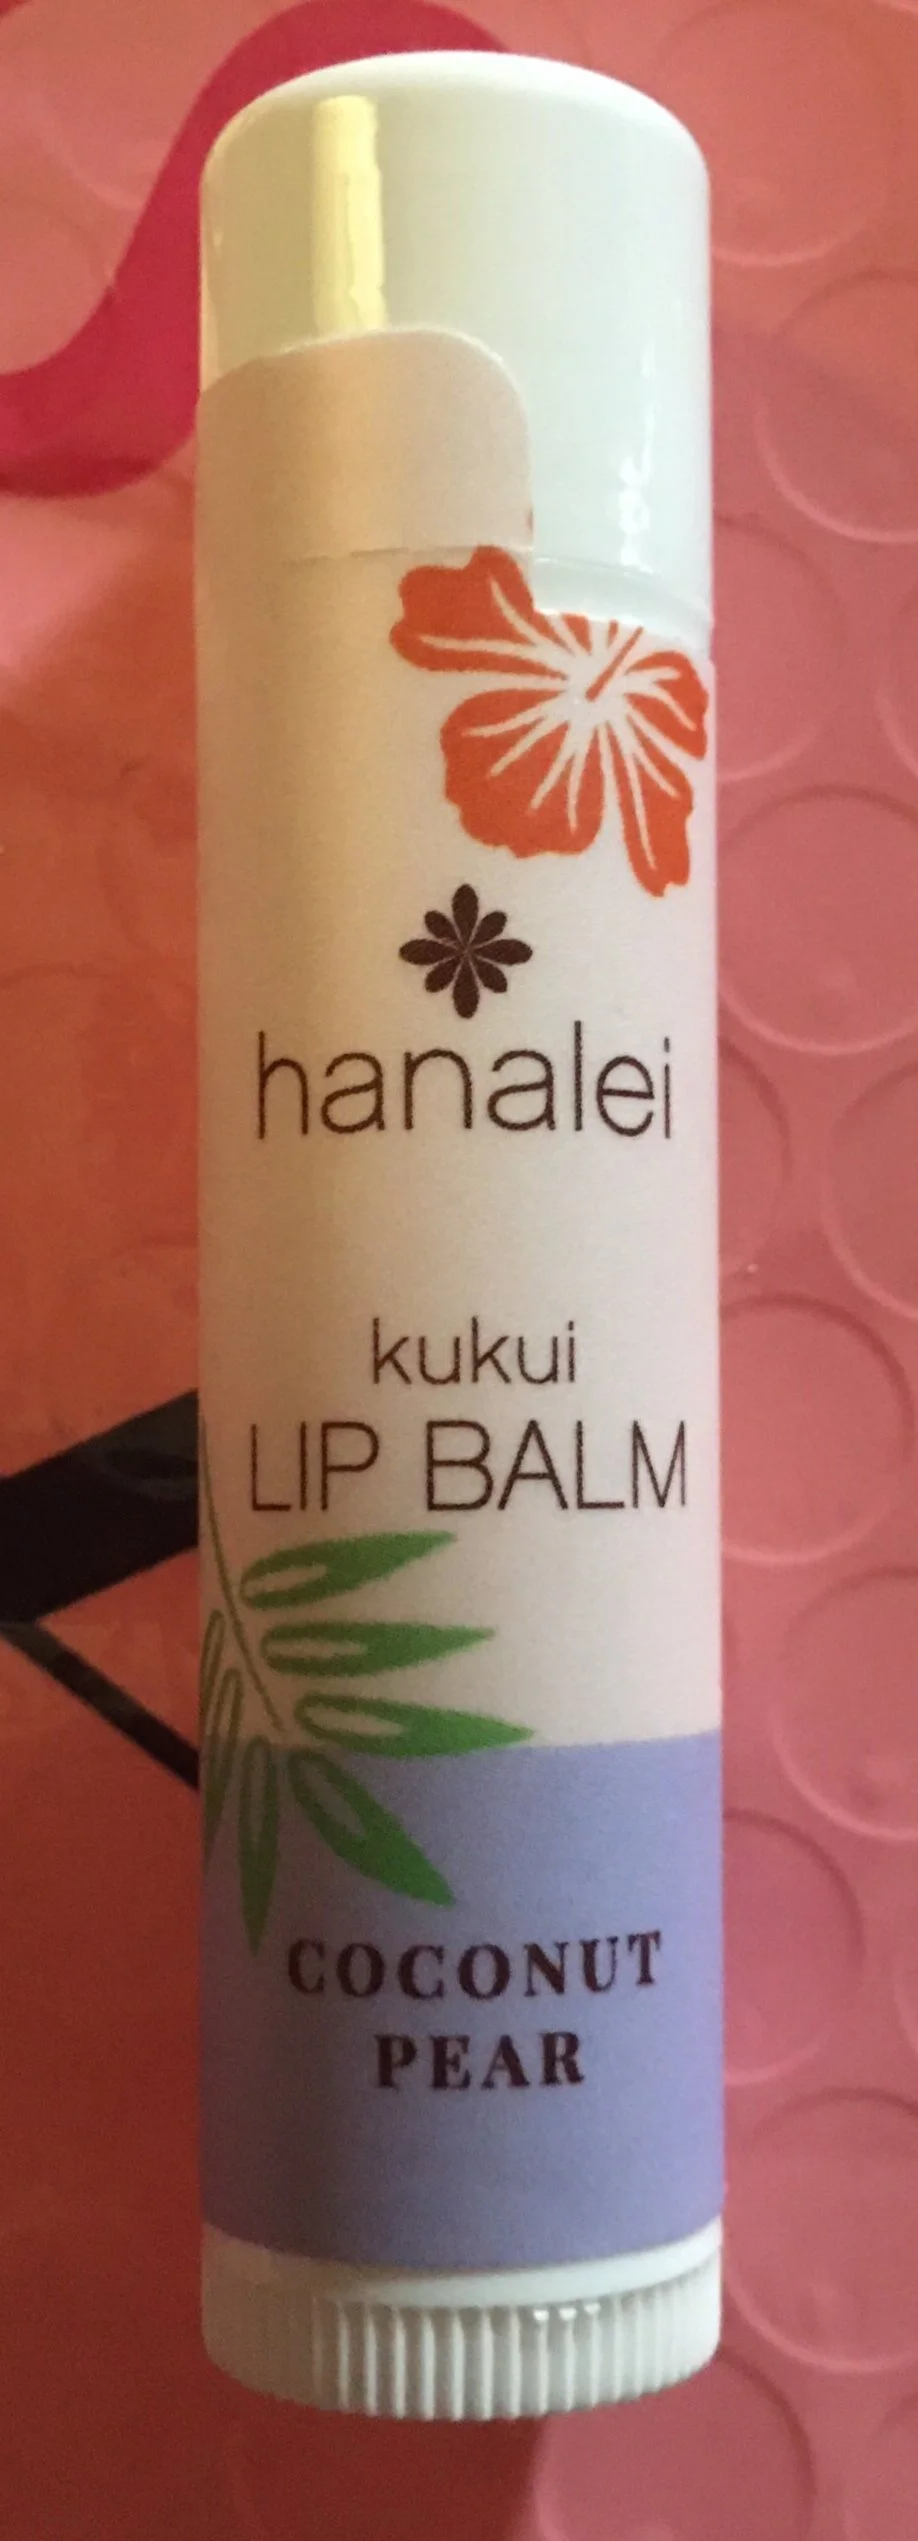 hanalei
kukui
LIP BALM
COCONUT
PEAR